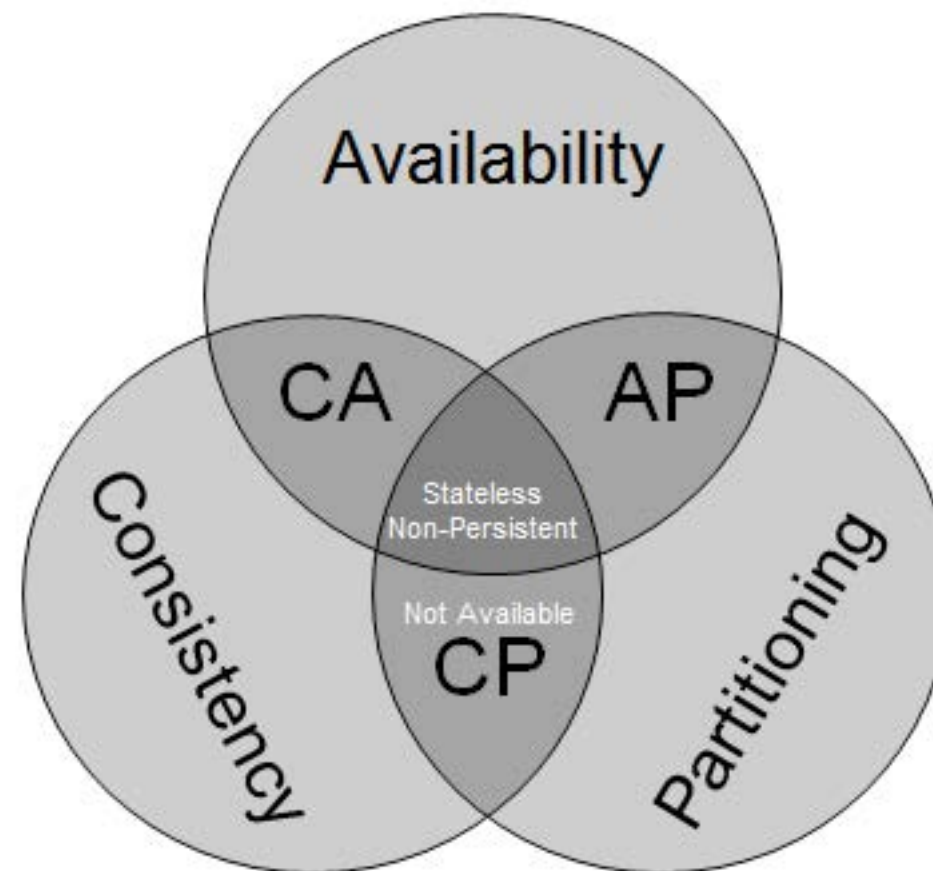 Availability
CA
AP
Stateless
Non-Persistent
Consistency
Not Available
CP
Partitioning